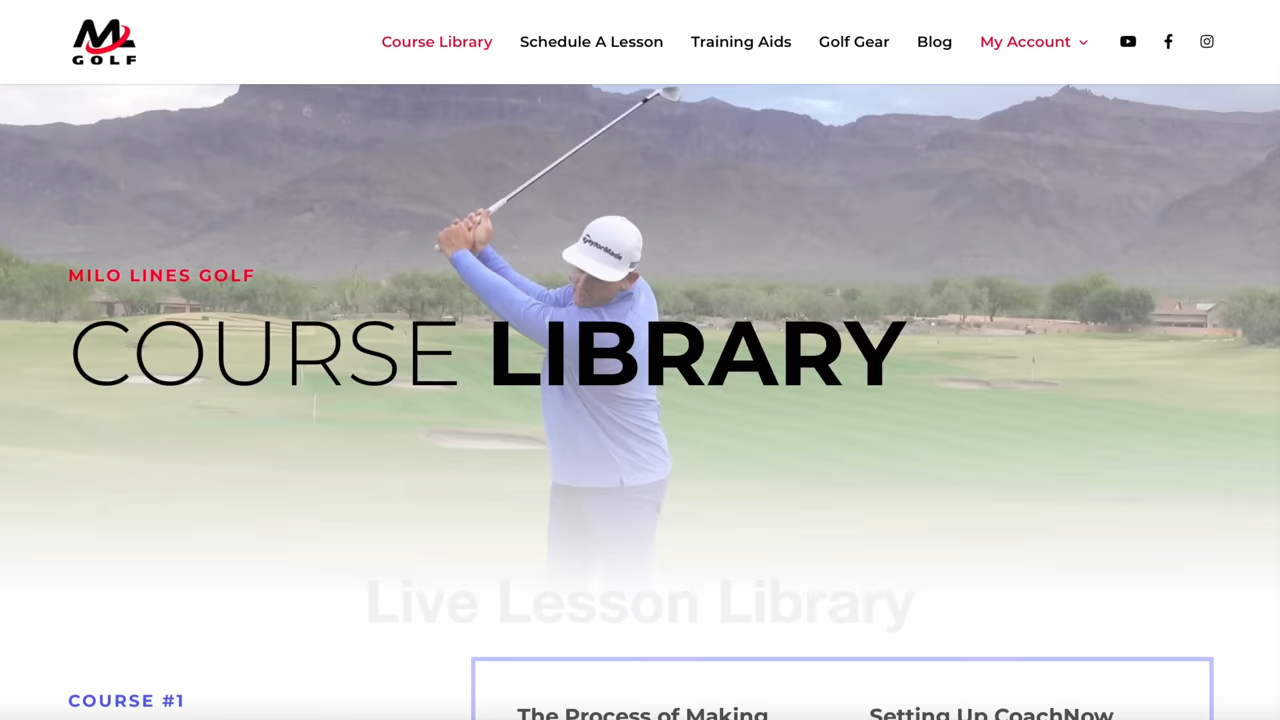 ML
GOLF
Course Library
Schedule A Lesson
Training Aids
Golf Gear
Blog
My Account
TaylorMade
MILO LINES GOLF
COURSE LIBRARY
Live Lesson Library
COURSE #1
The Process of Making
Setting Up CoachNow